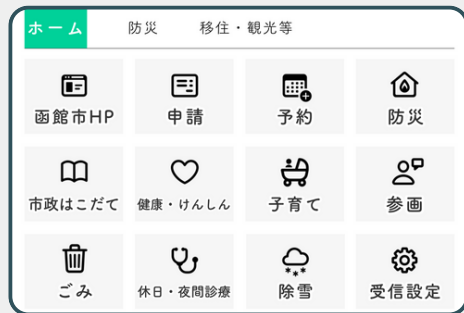 ホーム 防災 移住・観光等
函館市HP 申請 予約 防災
市政はこだて 健康・けんしん 子育て 参画
ごみ 休日・夜間診療 除雪 受信設定